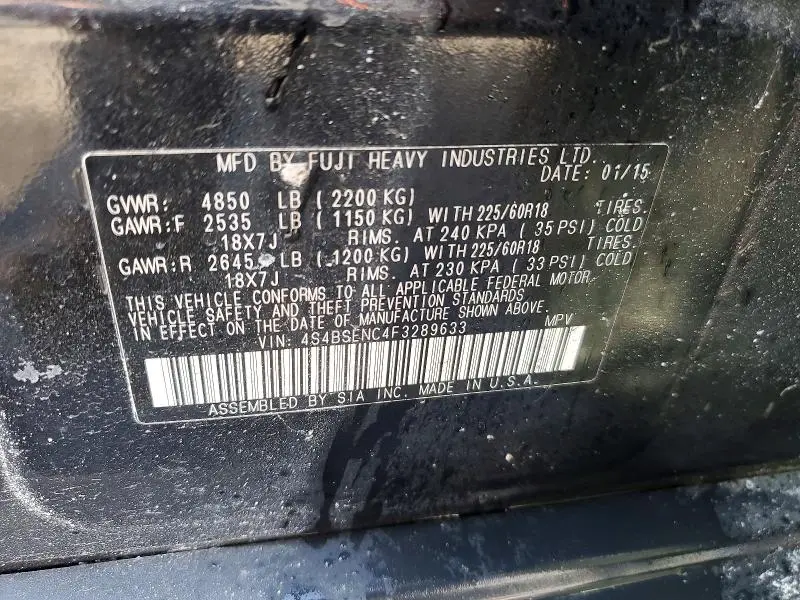 MFD BY FUJI HEAVY INDUSTRIES LTD.
DATE: 01/15
GVWR: 4850 LB (2200 KG)
GAWR:F 2535 LB (1150 KG) WITH 225/60R18 TIRES.
18X7J RIMS. AT 240 KPA (35 PSI) COLD
GAWR:R 2645 LB (1200 KG) WITH 225/60R18 TIRES.
18X7J RIMS. AT 230 KPA (33 PSI) COLD
THIS VEHICLE CONFORMS TO ALL APPLICABLE FEDERAL MOTOR
VEHICLE SAFETY AND THEFT PREVENTION STANDARDS
IN EFFECT ON THE DATE OF MANUFACTURE SHOWN ABOVE.
VIN: 4S4BSENC4F3289633 MPV
ASSEMBLED BY SIA INC. MADE IN U.S.A.